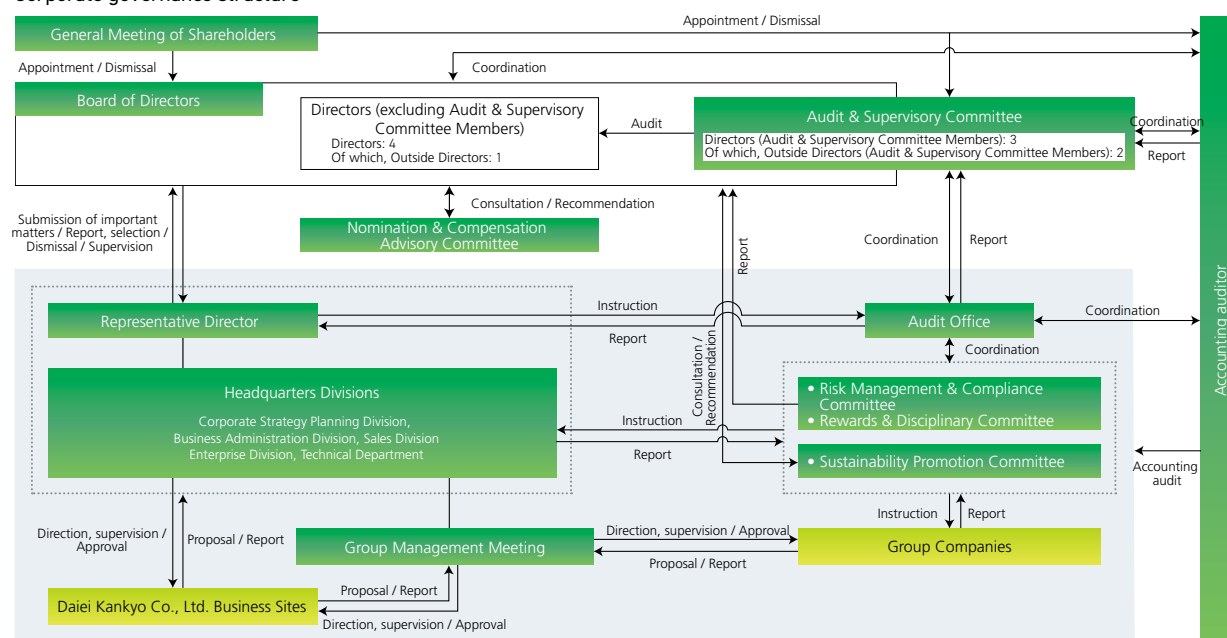 Corporate governance structure
General Meeting of Shareholders
Appointment / Dismissal
Appointment / Dismissal
Coordination
Board of Directors
Directors (excluding Audit & Supervisory
Committee Members)
Directors: 4
Of which, Outside Directors: 1
Audit
Audit & Supervisory Committee
Directors (Audit & Supervisory Committee Members): 3
Of which, Outside Directors (Audit & Supervisory Committee Members): 2
Coordination
Report
Submission of important
matters / Report, selection /
Dismissal / Supervision
Consultation / Recommendation
Nomination & Compensation
Advisory Committee
Report
Coordination
Report
Accounting auditor
Representative Director
Instruction
Report
Audit Office
Coordination
Coordination
Consultation /
Recommendation
Headquarters Divisions
Corporate Strategy Planning Division,
Business Administration Division, Sales Division
Enterprise Division, Technical Department
Instruction
Report
• Risk Management & Compliance
Committee
• Rewards & Disciplinary Committee
• Sustainability Promotion Committee
Accounting
audit
Instruction
Report
Direction, supervision /
Approval
Proposal / Report
Group Management Meeting
Direction, supervision / Approval
Proposal / Report
Group Companies
Daiei Kankyo Co., Ltd. Business Sites
Proposal / Report
Direction, supervision / Approval